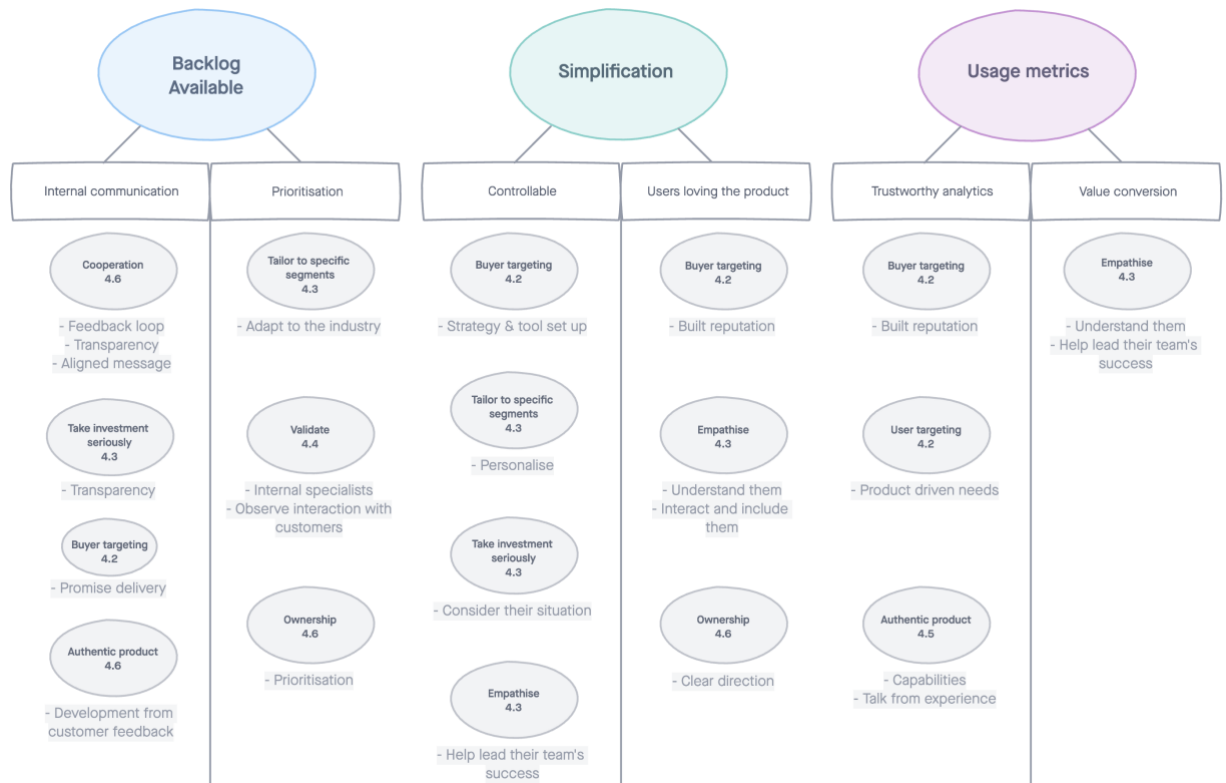 Backlog
Available
Simplification
Usage metrics
Internal communication
Prioritisation
Controllable
Users loving the product
Trustworthy analytics
Value conversion
Cooperation
4.6
- Feedback loop
- Transparency
- Aligned message
Take investment
seriously
4.3
- Transparency
Buyer targeting
4.2
- Promise delivery
Authentic product
4.6
- Development from
customer feedback
Tailor to specific
segments
4.3
- Adapt to the industry
Validate
4.4
- Internal specialists
- Observe interaction with
customers
Ownership
4.6
- Prioritisation
Buyer targeting
4.2
- Strategy & tool set up
Tailor to specific
segments
4.3
- Personalise
Take investment
seriously
4.3
- Consider their situation
Empathise
4.3
- Help lead their team's
success
Buyer targeting
4.2
- Built reputation
Empathise
4.3
- Understand them
- Interact and include
them
Ownership
4.6
- Clear direction
Buyer targeting
4.2
- Built reputation
User targeting
4.2
- Product driven needs
Authentic product
4.5
- Capabilities
- Talk from experience
Empathise
4.3
- Understand them
- Help lead their team's
success